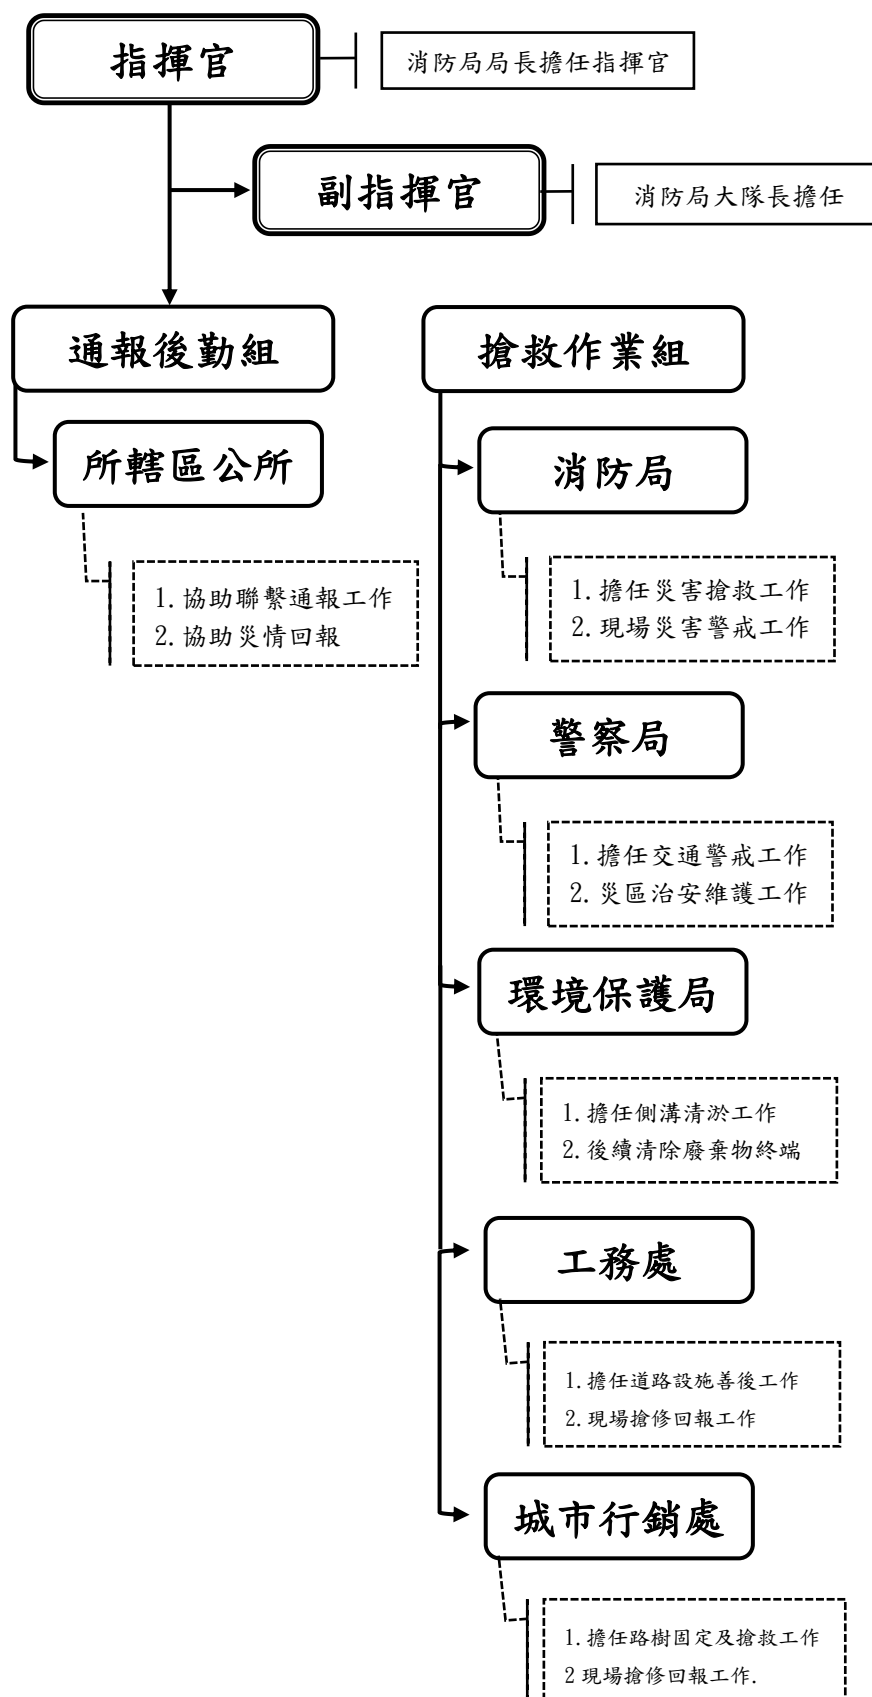 指揮官
消防局局長擔任指揮官
副指揮官
消防局大隊長擔任
通報後勤組
搶救作業組
所轄區公所
1.協助聯繫通報工作
2.協助災情回報
消防局
1.擔任災害搶救工作
2.現場災害警戒工作
警察局
1.擔任交通警戒工作
2.災區治安維護工作
環境保護局
1.擔任側溝清淤工作
2.後續清除廢棄物終端
工務處
1.擔任道路設施善後工作
2.現場搶修回報工作
城市行銷處
1.擔任路樹固定及搶救工作
2現場搶修回報工作.